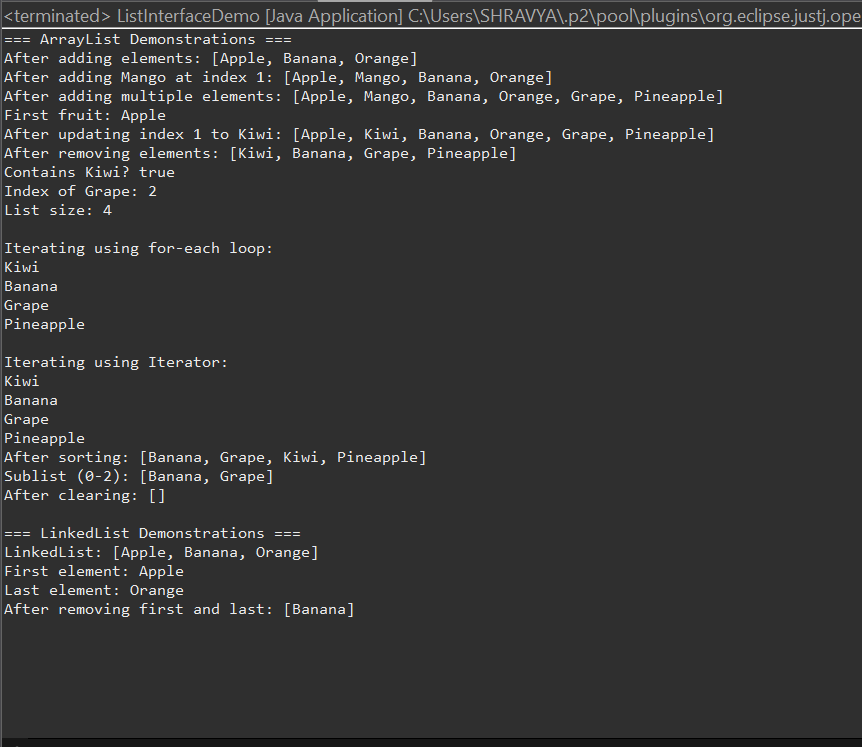 <terminated> ListInterfaceDemo [Java Application] C:\Users\SHRAVYA\.p2\pool\plugins\org.eclipse.justj.ope
=== ArrayList Demonstrations ===
After adding elements: [Apple, Banana, Orange]
After adding Mango at index 1: [Apple, Mango, Banana, Orange]
After adding multiple elements: [Apple, Mango, Banana, Orange, Grape, Pineapple]
First fruit: Apple
After updating index 1 to Kiwi: [Apple, Kiwi, Banana, Orange, Grape, Pineapple]
After removing elements: [Kiwi, Banana, Grape, Pineapple]
Contains Kiwi? true
Index of Grape: 2
List size: 4

Iterating using for-each loop:
Kiwi
Banana
Grape
Pineapple

Iterating using Iterator:
Kiwi
Banana
Grape
Pineapple
After sorting: [Banana, Grape, Kiwi, Pineapple]
Sublist (0-2): [Banana, Grape]
After clearing: []

=== LinkedList Demonstrations ===
LinkedList: [Apple, Banana, Orange]
First element: Apple
Last element: Orange
After removing first and last: [Banana]